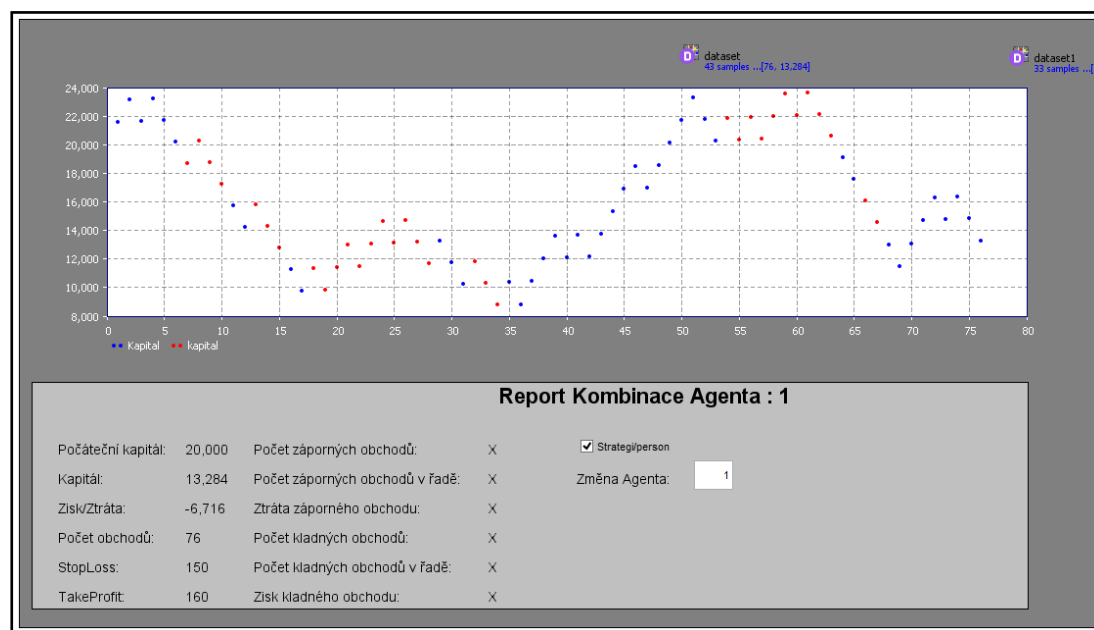 dataset
43 samples ...[76, 13,284]
dataset1
33 samples ...[
24,000
22,000
20,000
18,000
16,000
14,000
12,000
10,000
8,000
0 5 10 15 20 25 30 35 40 45 50 55 60 65 70 75 80
Kapital kapital
Report Kombinace Agenta : 1
Počáteční kapitál: 20,000 Počet záporných obchodů: X Strategi/person
Kapitál: 13,284 Počet záporných obchodů v řadě: X Změna Agenta: 1
Zisk/Ztráta: -6,716 Ztráta záporného obchodu: X
Počet obchodů: 76 Počet kladných obchodů: X
StopLoss: 150 Počet kladných obchodů v řadě: X
TakeProfit: 160 Zisk kladného obchodu: X